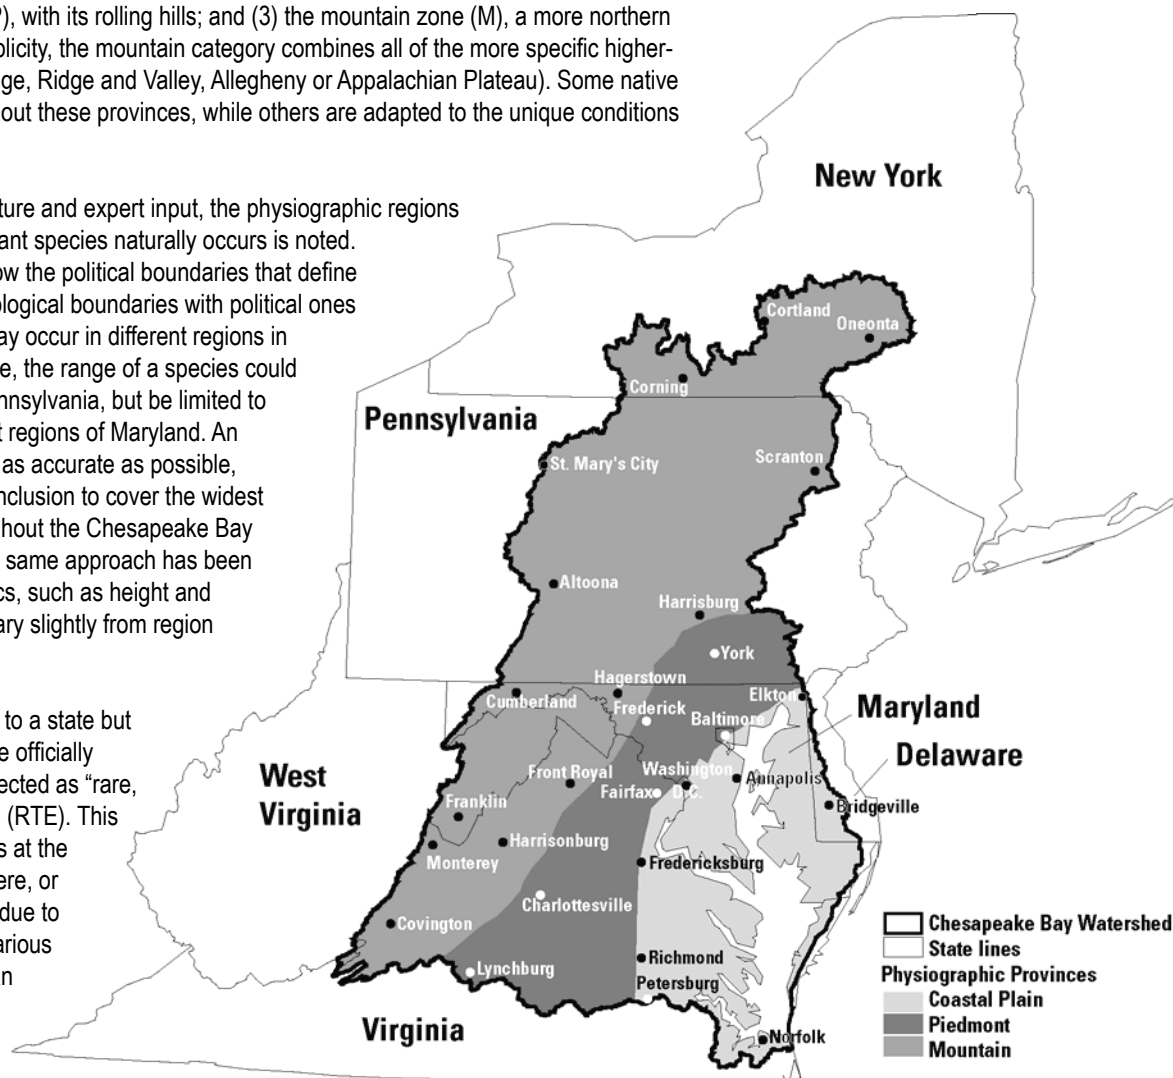 P), with its rolling hills; and (3) the mountain zone (M), a more northern
plicity, the mountain category combines all of the more specific higher-
ge, Ridge and Valley, Allegheny or Appalachian Plateau). Some native
out these provinces, while others are adapted to the unique conditions
ture and expert input, the physiographic regions
ant species naturally occurs is noted.
ow the political boundaries that define
ological boundaries with political ones
ay occur in different regions in
e, the range of a species could
nnsylvania, but be limited to
t regions of Maryland. An
as accurate as possible,
nclusion to cover the widest
ghout the Chesapeake Bay
same approach has been
cs, such as height and
ary slightly from region
to a state but
e officially
ected as “rare,
(RTE). This
s at the
ere, or
due to
arious
an
New York
Cortland
Oneonta
Corning
Pennsylvania
St. Mary's City
Scranton
Altoona
Harrisburg
York
Hagerstown
Cumberland
Frederick
Elkton
Baltimore
Maryland
Delaware
West
Virginia
Front Royal
Washington
D.C.
Annapolis
Fairfax
Franklin
Bridgeville
Harrisonburg
Monterey
Fredericksburg
Charlottesville
Covington
Richmond
Lynchburg
Petersburg
Virginia
Norfolk
Chesapeake Bay Watershed
State lines
Physiographic Provinces
Coastal Plain
Piedmont
Mountain